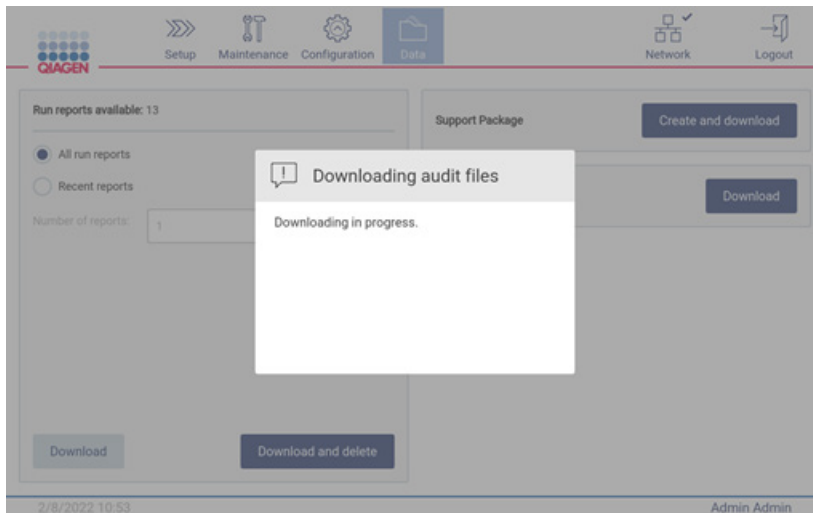 QIAGEN
Setup
Maintenance
Configuration
Data
Network
Logout
Run reports available: 13
All run reports
Recent reports
Number of reports:
1
Download
Download and delete
Support Package
Create and download
Download
Downloading audit files
Downloading in progress.
2/8/2022 10:53
Admin Admin